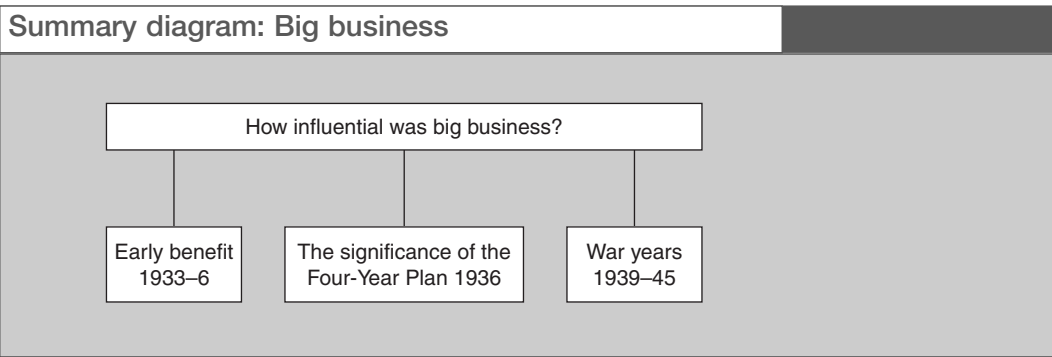 Summary diagram: Big business
How influential was big business?
Early benefit
1933–6
The significance of the
Four-Year Plan 1936
War years
1939–45